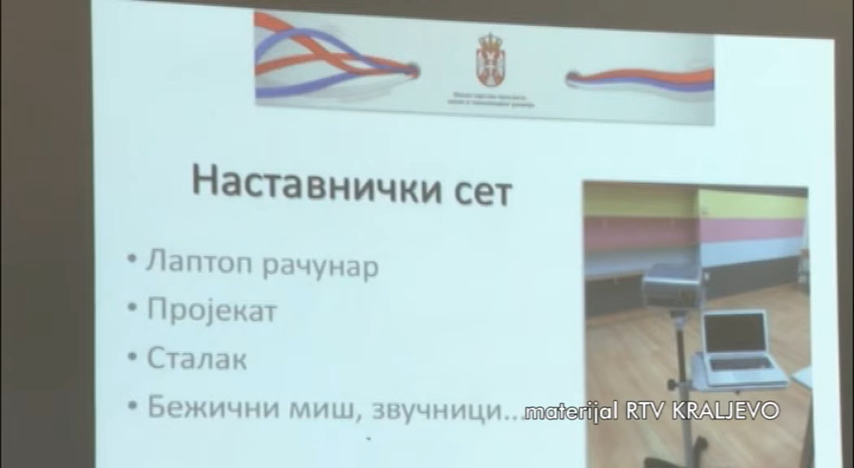 Наставнички сет
• Лаптоп рачунар
• Пројекат
• Сталак
• Бежични миш, звучници...
materijal RTV KRALJEVO